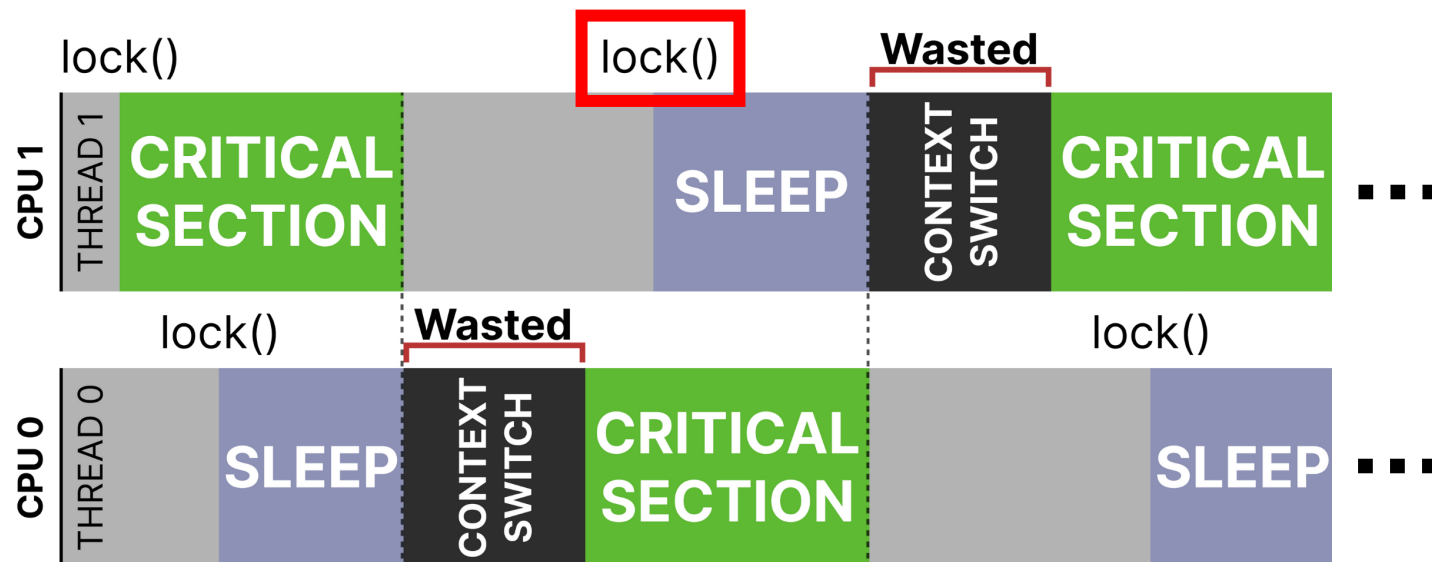 lock()
lock()
Wasted
CPU 1
THREAD 1
CRITICAL
SECTION
SLEEP
CONTEXT
SWITCH
CRITICAL
SECTION
...
lock()
Wasted
lock()
CPU 0
THREAD 0
SLEEP
CONTEXT
SWITCH
CRITICAL
SECTION
SLEEP
...